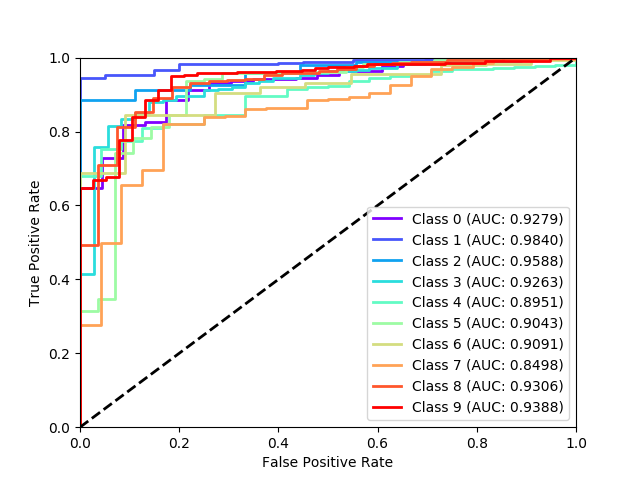 1.0
0.8
0.6
0.4
0.2
0.0
True Positive Rate
0.0 0.2 0.4 0.6 0.8 1.0
False Positive Rate
Class 0 (AUC: 0.9279)
Class 1 (AUC: 0.9840)
Class 2 (AUC: 0.9588)
Class 3 (AUC: 0.9263)
Class 4 (AUC: 0.8951)
Class 5 (AUC: 0.9043)
Class 6 (AUC: 0.9091)
Class 7 (AUC: 0.8498)
Class 8 (AUC: 0.9306)
Class 9 (AUC: 0.9388)